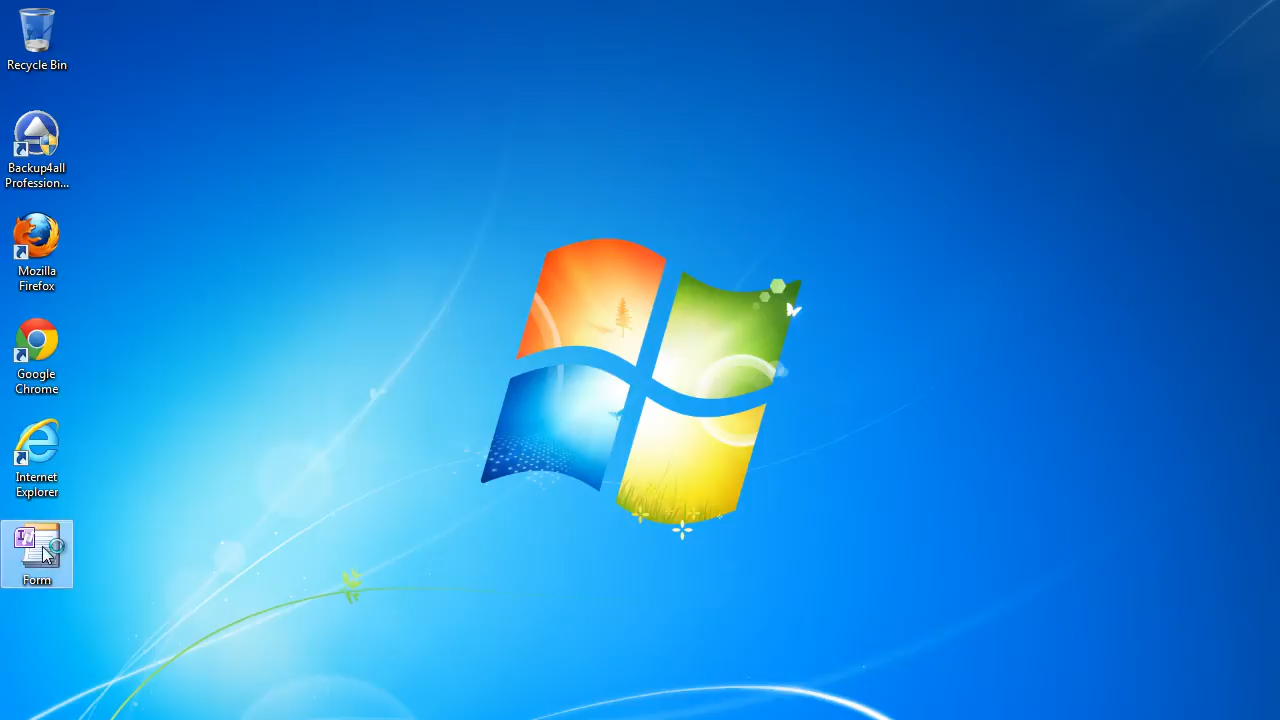 Recycle Bin
Backup4all
Profession...
Mozilla
Firefox
Google
Chrome
Internet
Explorer
Form